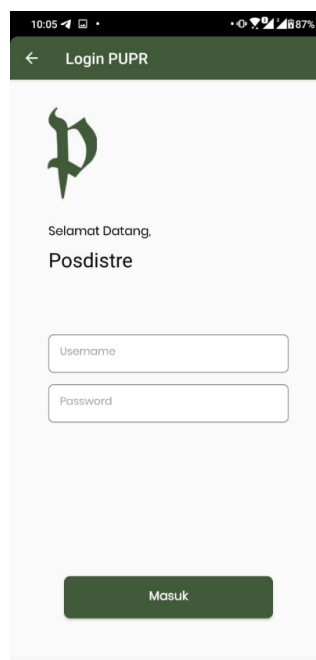 10:05
87%
Login PUPR
p
Selamat Datang,
Posdistre
Username
Password
Masuk